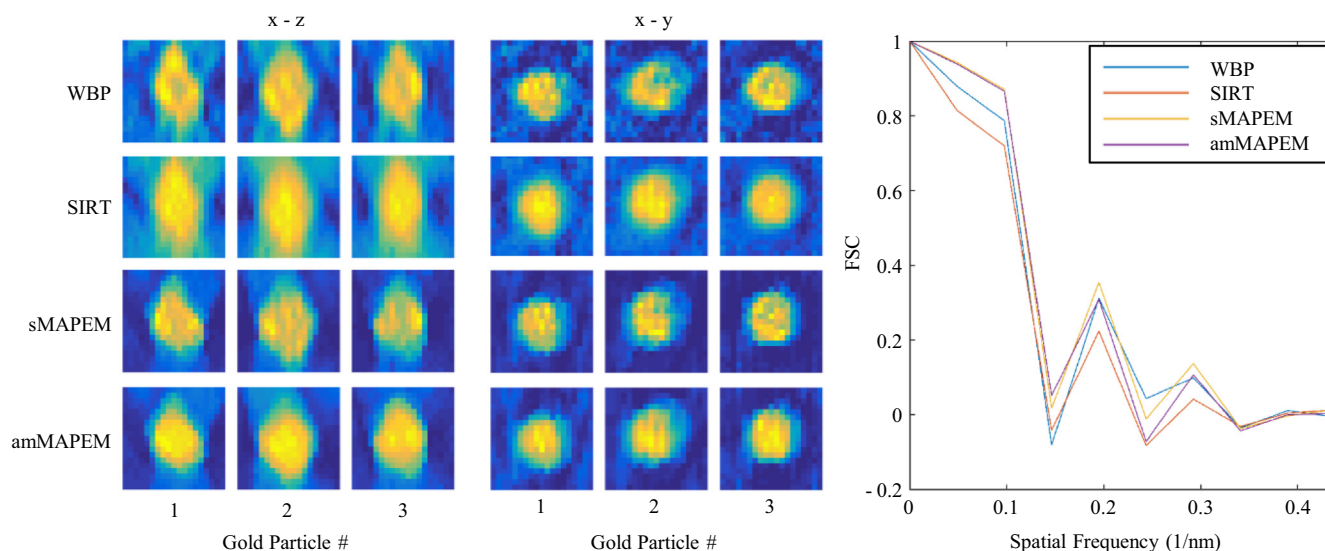 x - z
x - y
WBP
SIRT
sMAPEM
amMAPEM
1 2 3
1 2 3
Gold Particle #
Gold Particle #
1
0.8
0.6
0.4
0.2
0
- 0.2
FSC
0 0.1 0.2 0.3 0.4
Spatial Frequency (1/nm)
WBP
SIRT
sMAPEM
amMAPEM